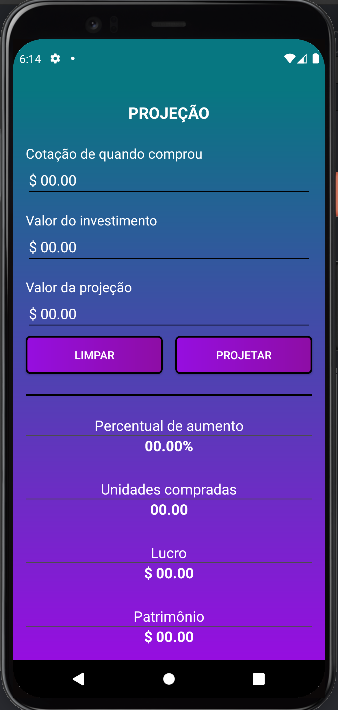 6:14
PROJEÇÃO
Cotação de quando comprou
$ 00.00
Valor do investimento
$ 00.00
Valor da projeção
$ 00.00
LIMPAR PROJETAR
Percentual de aumento
00.00%
Unidades compradas
00.00
Lucro
$ 00.00
Patrimônio
$ 00.00